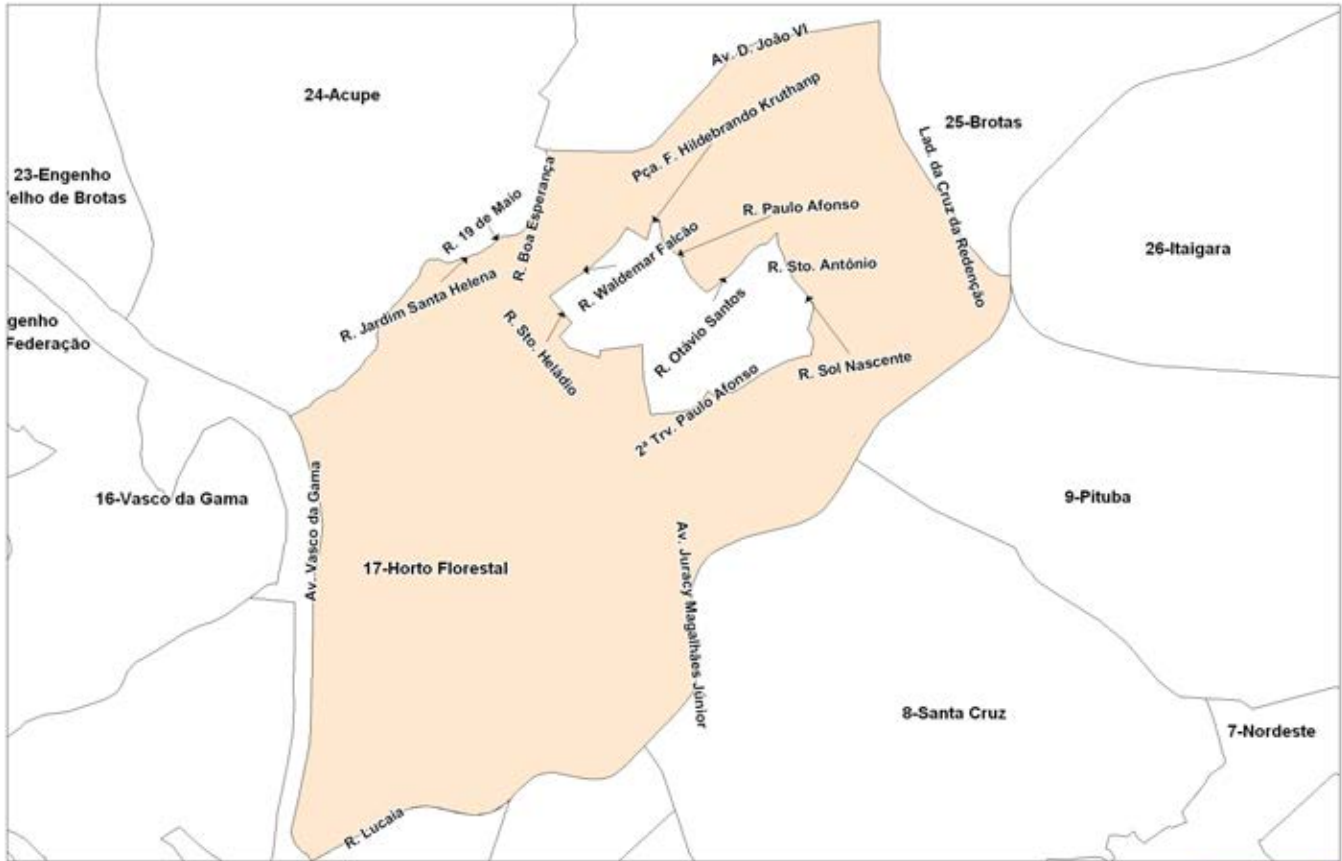 Av. D. João VI
24-Acupe
Pça. F. Hildebrando Kruthanp
25-Brotas
23-Engenho
Velho de Brotas
R. 19 de Maio
R. Boa Esperança
R. Paulo Afonso
Lad. da Cruz da Redenção
26-Itaigara
R. Waldemar Falcão
R. Sto. Antônio
R. Jardim Santa Helena
genho
Federação
R. Sto. Heládio
R. Otávio Santos
R. Sol Nascente
2ª Trv. Paulo Afonso
16-Vasco da Gama
Av. Vasco da Gama
9-Pituba
17-Horto Florestal
Av. Juracy Magalhães Júnior
8-Santa Cruz
7-Nordeste
R. Lucaia